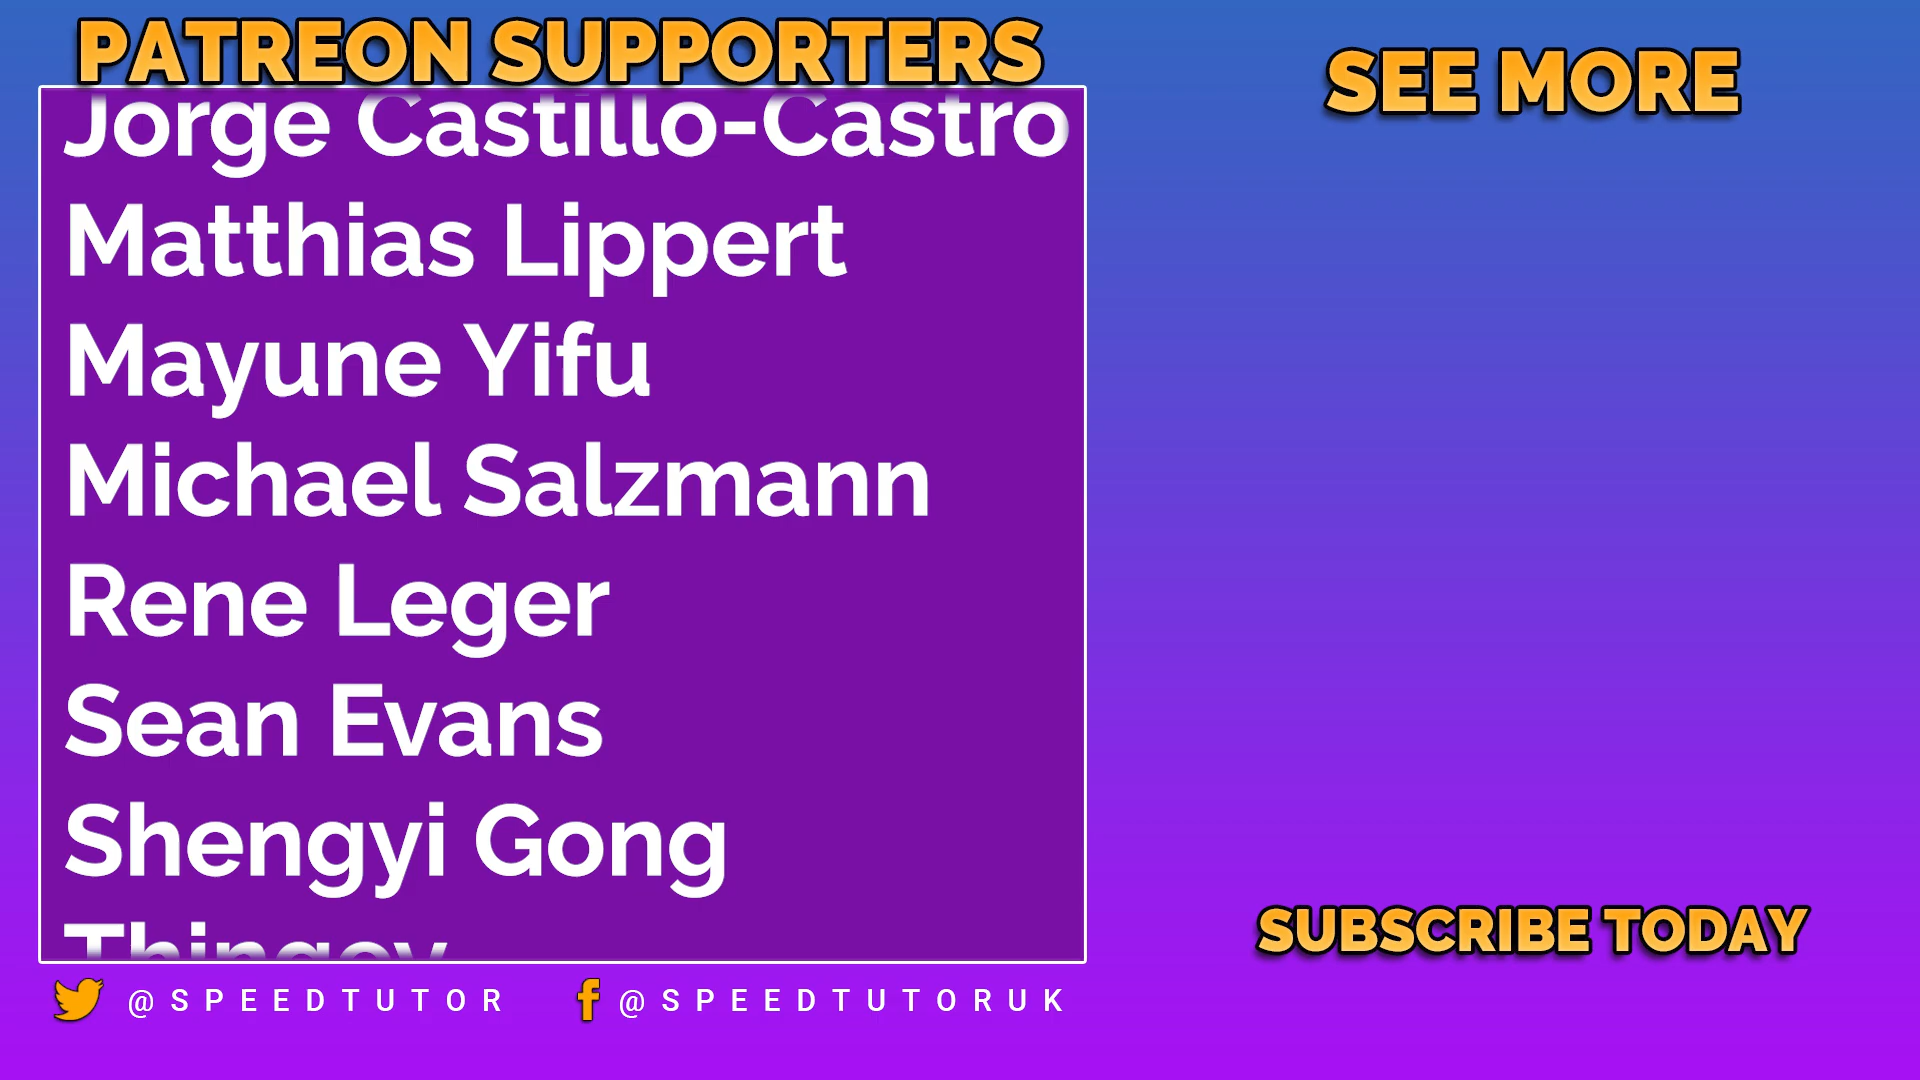 PATREON SUPPORTERS
Jorge Castillo-Castro
Matthias Lippert
Mayune Yifu
Michael Salzmann
Rene Leger
Sean Evans
Shengyi Gong
@SPEEDTUTOR
@SPEEDTUTORUK
SEE MORE
SUBSCRIBE TODAY